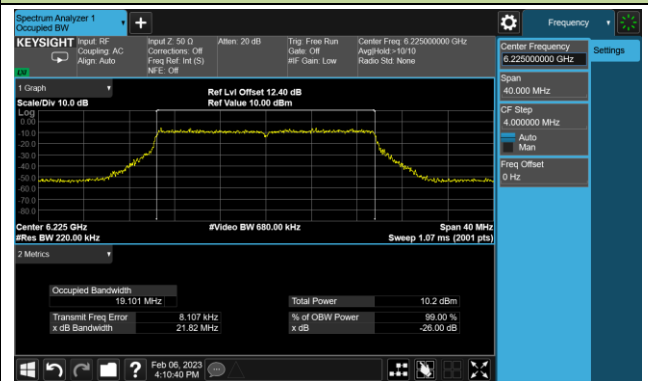 Spectrum Analyzer 1
Occupied BW
Frequency
KEYSIGHT
Input: RF
Coupling: AC
Align: Auto
Input Z: 50 Ω
Corrections: Off
Freq Ref: Int (S)
NFE: Off
Atten: 20 dB
Trig: Free Run
Gate: Off
#IF Gain: Low
Center Freq: 6.225000000 GHz
Avg|Hold:>10/10
Radio Std: None
Center Frequency
6.225000000 GHz
Settings
Span
40.000 MHz
CF Step
4.000000 MHz
Auto
Man
Freq Offset
0 Hz
1 Graph
Scale/Div 10.0 dB
Ref Lvl Offset 12.40 dB
Ref Value 10.00 dBm
Log
0.00
-10.0
-20.0
-30.0
-40.0
-50.0
-60.0
-70.0
-80.0
Center 6.225 GHz
#Video BW 680.00 kHz
Span 40 MHz
#Res BW 220.00 kHz
Sweep 1.07 ms (2001 pts)
2 Metrics
Occupied Bandwidth
19.101 MHz
Total Power 10.2 dBm
Transmit Freq Error 8.107 kHz
% of OBW Power 99.00 %
x dB Bandwidth 21.82 MHz
x dB -26.00 dB
?
Feb 06, 2023
4:10:40 PM